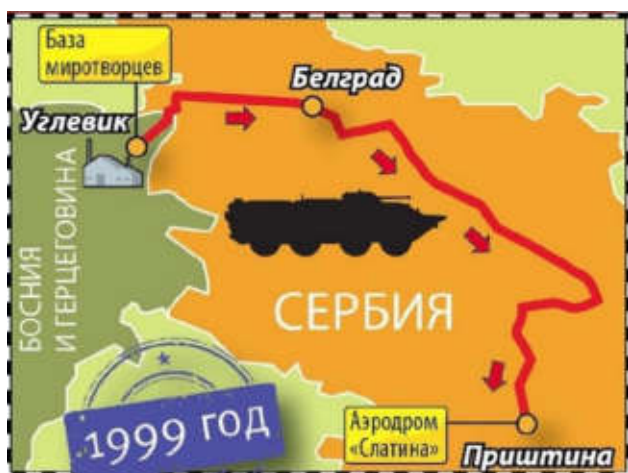 База
миротворцев
Белград
Углевик
БОСНИЯ
И ГЕРЦЕГОВИНА
СЕРБИЯ
1999 ГОД
Аэродром
«Слатина»
Приштина